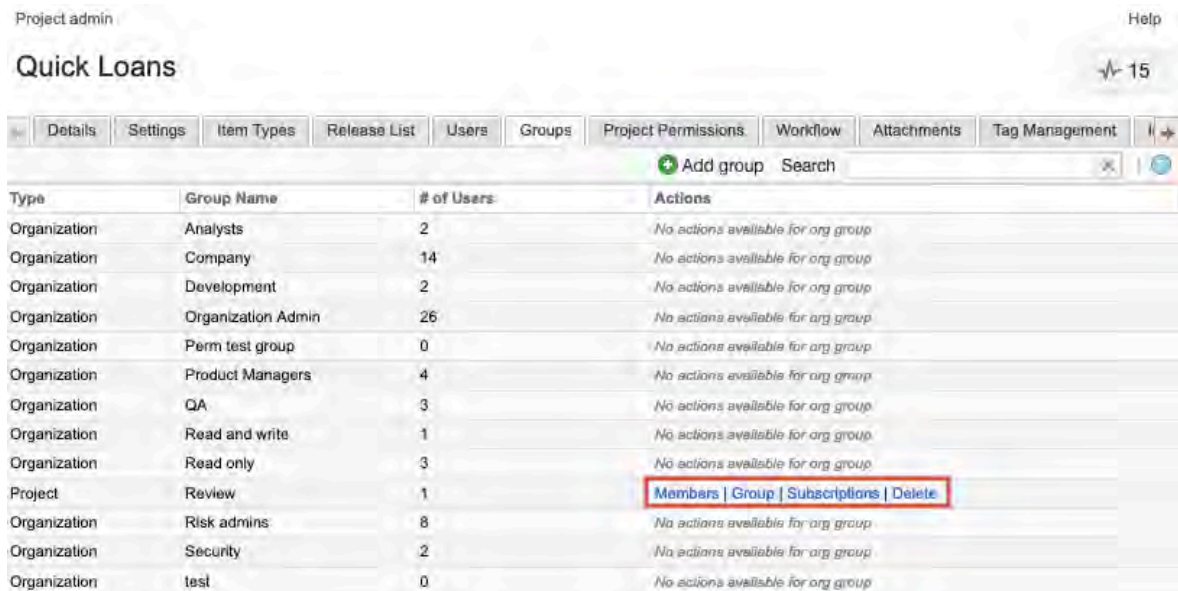 Project admin Help
Quick Loans 15
Details Settings Item Types Release List Users Groups Project Permissions Workflow Attachments Tag Management
Add group Search
Type Group Name # of Users Actions
Organization Analysts 2 No actions available for org group
Organization Company 14 No actions available for org group
Organization Development 2 No actions available for org group
Organization Organization Admin 26 No actions available for org group
Organization Perm test group 0 No actions available for org group
Organization Product Managers 4 No actions available for org group
Organization QA 3 No actions available for org group
Organization Read and write 1 No actions available for org group
Organization Read only 3 No actions available for org group
Project Review 1 Members | Group | Subscriptions | Delete
Organization Risk admins 8 No actions available for org group
Organization Security 2 No actions available for org group
Organization test 0 No actions available for org group